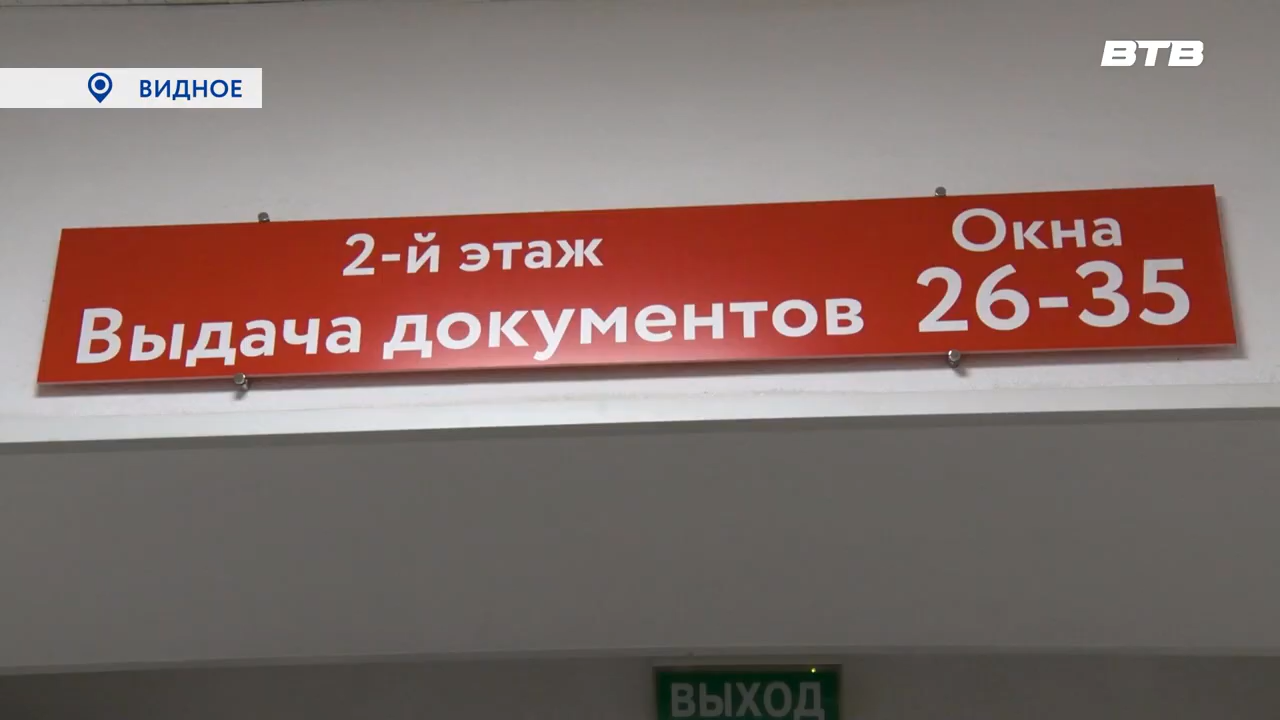 ВТВ
ВИДНОЕ
2-й этаж
Выдача документов
Окна
26-35
ВЫХОД